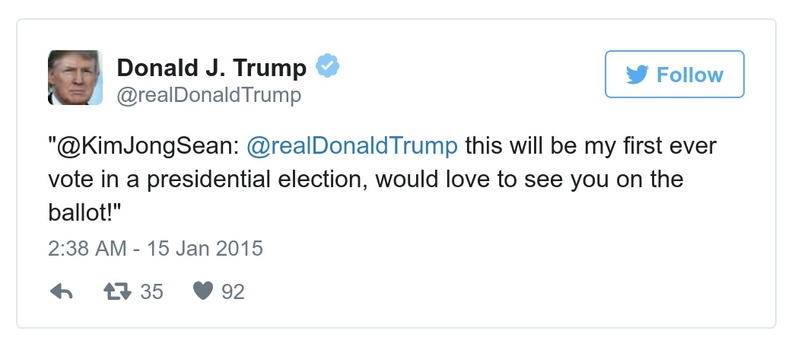 Donald J. Trump
@realDonaldTrump
Follow
"@KimJongSean: @realDonaldTrump this will be my first ever
vote in a presidential election, would love to see you on the
ballot!"
2:38 AM - 15 Jan 2015
35 92